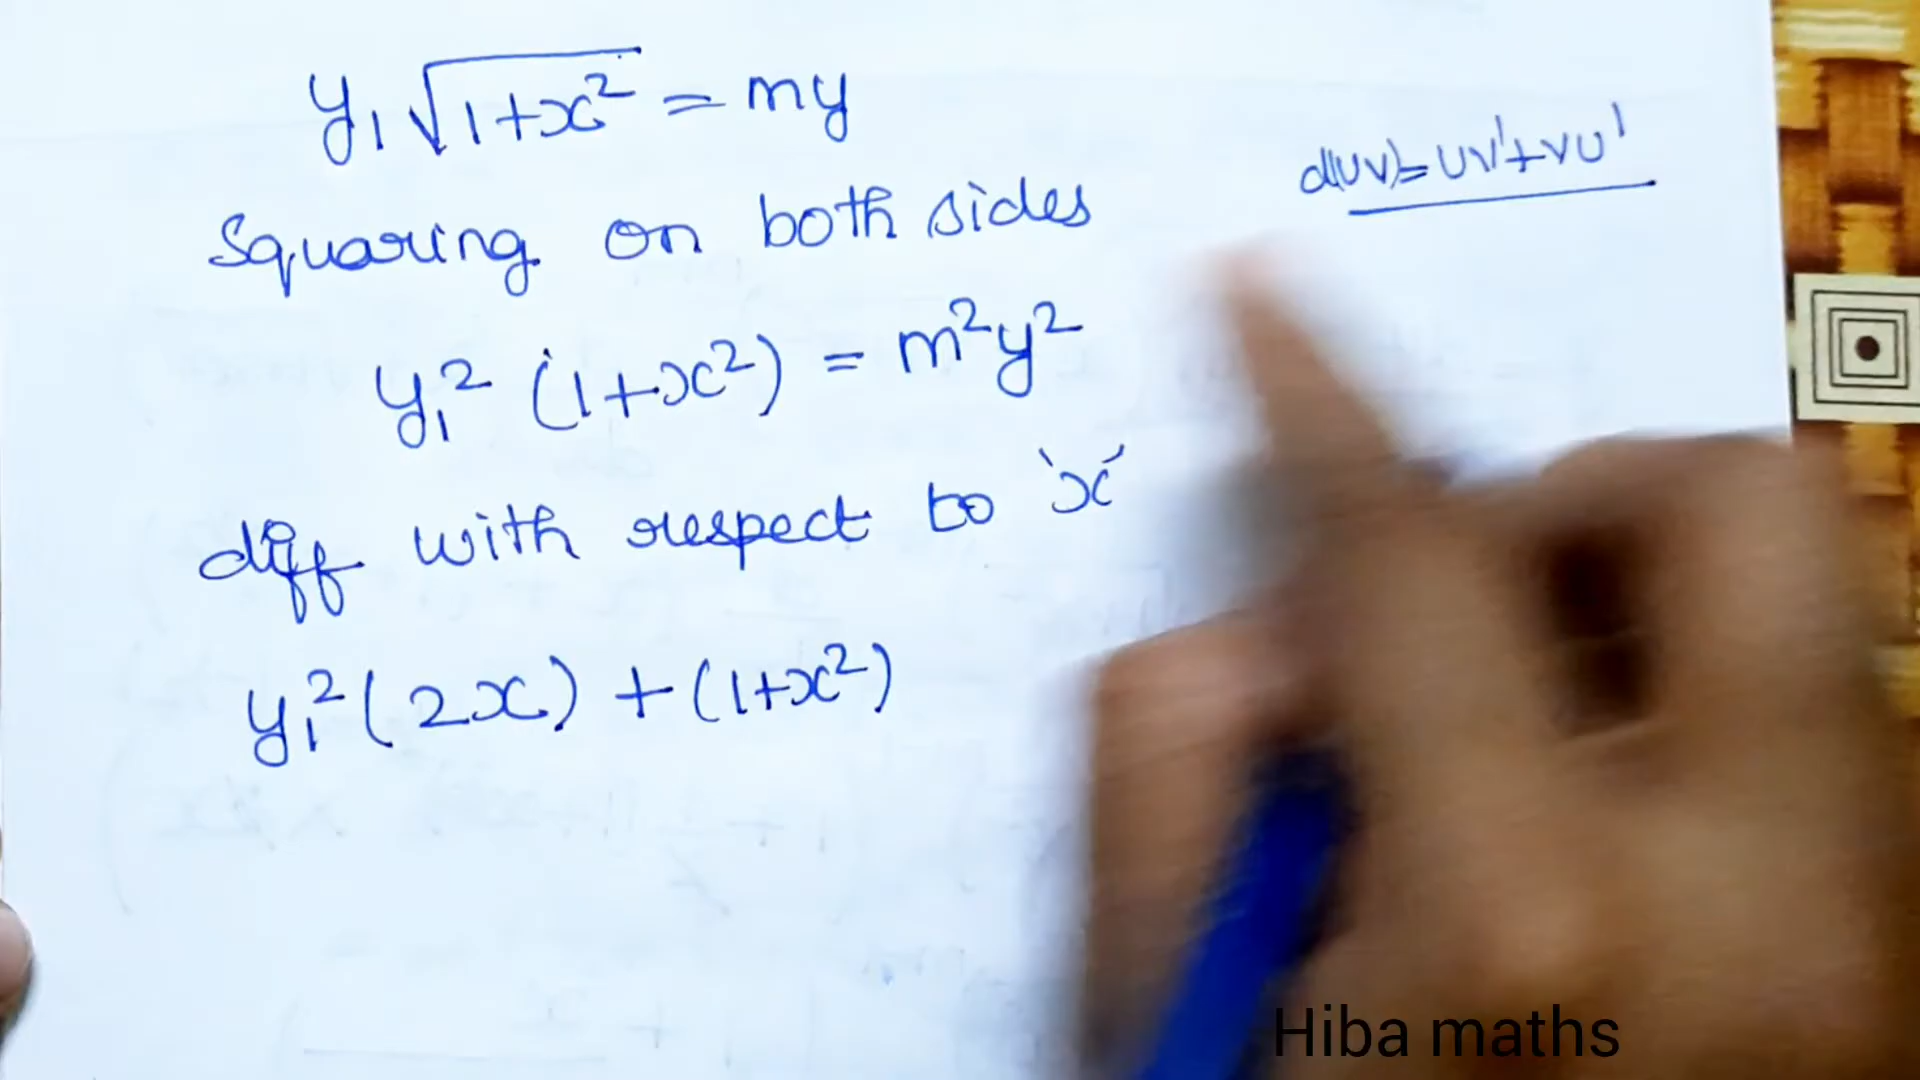 y₁√1+x² = my
d(UV)=UV'+VU'
Squaring on both sides
y₁² (1+x²) = m²y²
diff with respect to 'x'
y₁²(2x) + (1+x²)
Hiba maths